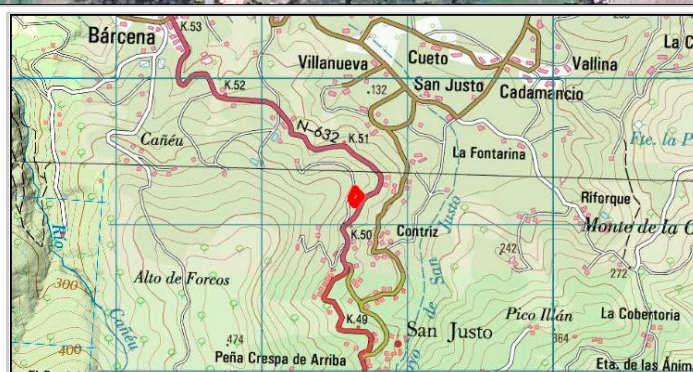 Bárcena
K.53
Villanueva
Cueto
Vallina
La C
K.52
132
San Justo
Cadamancio
Cañéu
N-632
K.51
La Fontarina
Fte. la P
Riforque
Río
K.50
Contriz
Justo
Monte de la C
242
272
Alto de Forcos
San
300
de
Cañéu
Pico Illán
La Cobertoria
K.49
474
San Justo
364
400
Peña Crespa de Arriba
Eta. de las Ánim